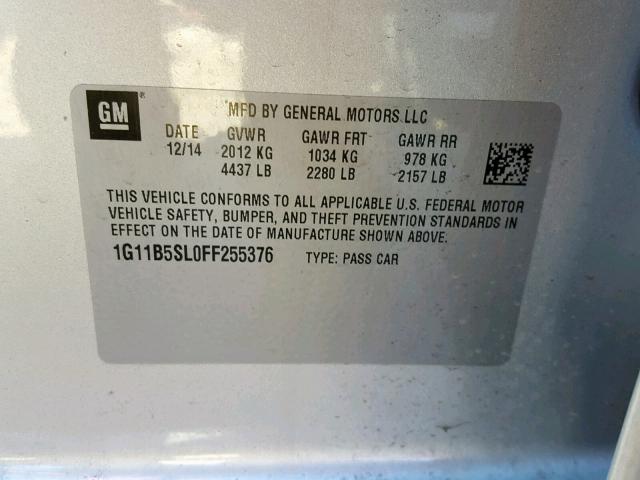 GM ® MFD BY GENERAL MOTORS LLC
DATE GVWR GAWR FRT GAWR RR
12/14 2012 KG 1034 KG 978 KG
4437 LB 2280 LB 2157 LB
THIS VEHICLE CONFORMS TO ALL APPLICABLE U.S. FEDERAL MOTOR
VEHICLE SAFETY, BUMPER, AND THEFT PREVENTION STANDARDS IN
EFFECT ON THE DATE OF MANUFACTURE SHOWN ABOVE.
1G11B5SL0FF255376 TYPE: PASS CAR